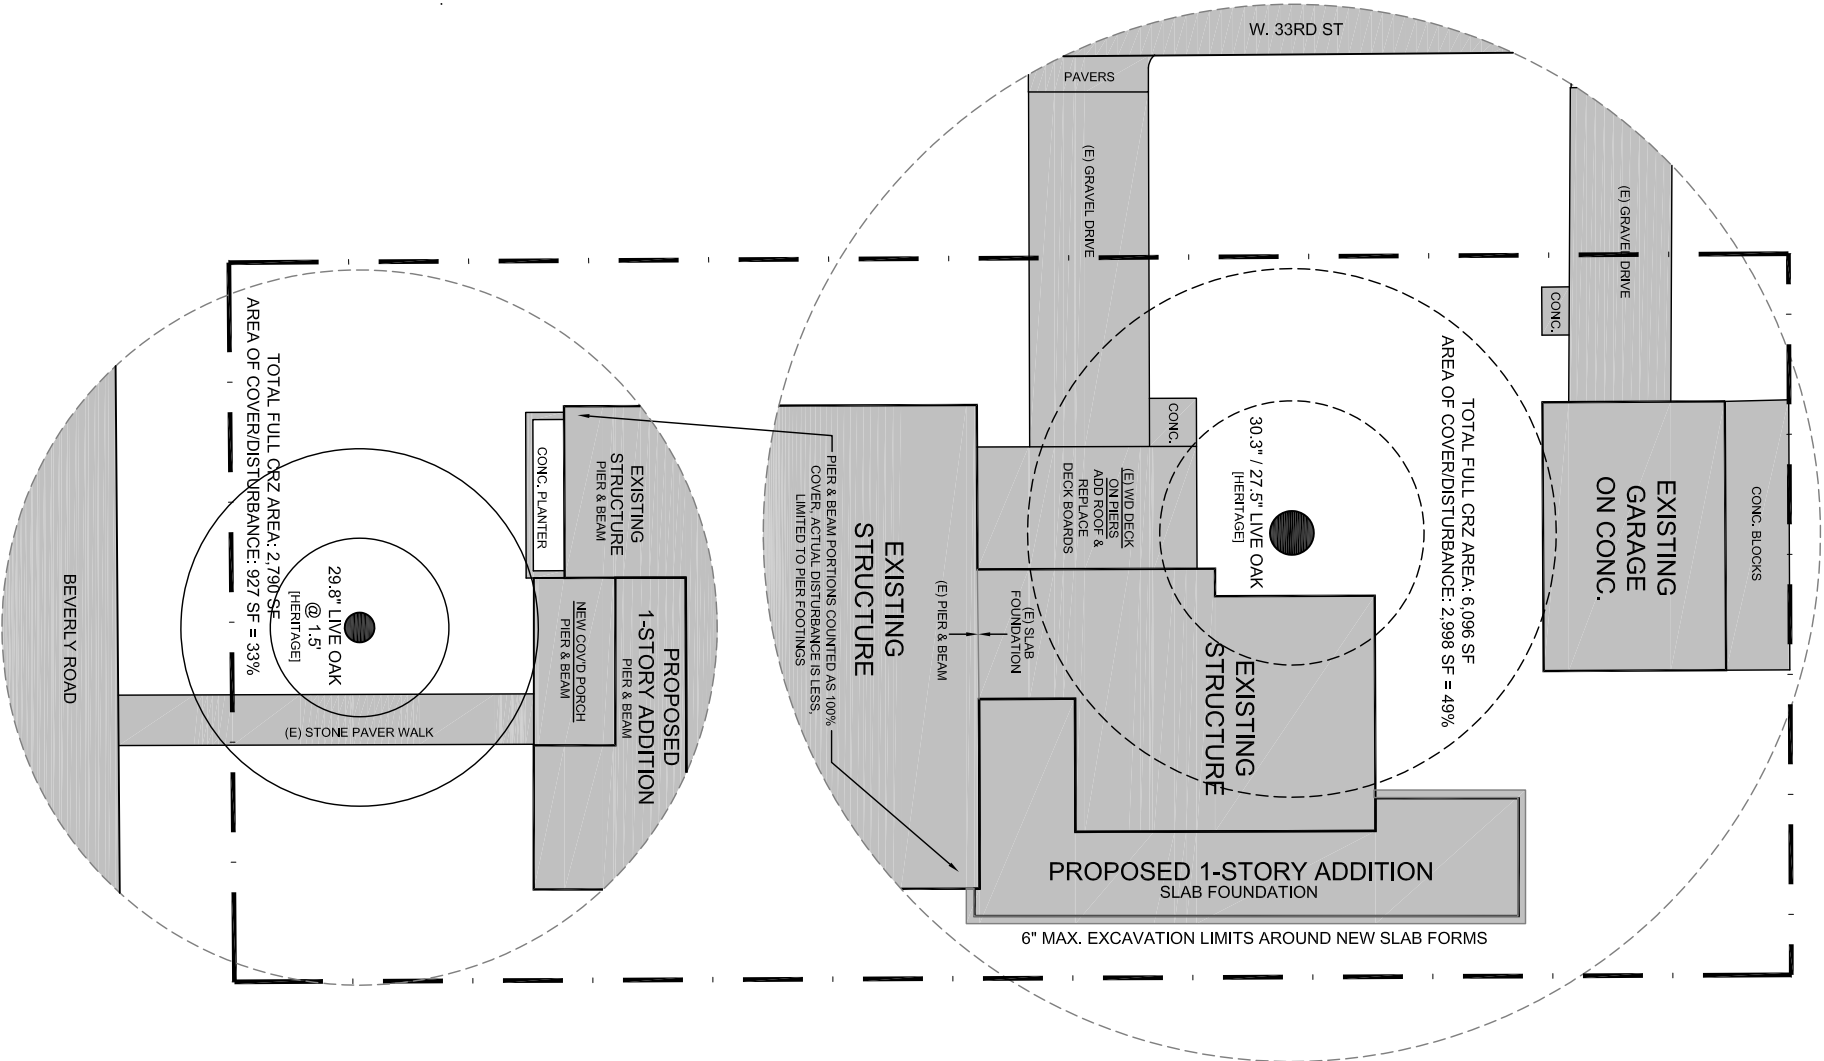 W. 33RD ST
PAVERS
(E) GRAVEL DRIVE
(E) GRAVEL DRIVE
CONC.
TOTAL FULL CRZ AREA: 2,790 SF
AREA OF COVER/DISTURBANCE: 927 SF = 33%
29.8" LIVE OAK
@ 1.5'
[HERITAGE]
BEVERLY ROAD
(E) STONE PAVER WALK
CONC. PLANTER
EXISTING
STRUCTURE
PIER & BEAM
NEW COV'D PORCH
PIER & BEAM
PROPOSED
1-STORY ADDITION
PIER & BEAM
PIER & BEAM PORTIONS COUNTED AS 100%
COVER, ACTUAL DISTURBANCE IS LESS,
LIMITED TO PIER FOOTINGS
EXISTING
STRUCTURE
(E) PIER & BEAM
(E) SLAB
FOUNDATION
(E) WD DECK
ON PIERS
ADD ROOF &
REPLACE
DECK BOARDS
CONC.
30.3" / 27.5" LIVE OAK
[HERITAGE]
TOTAL FULL CRZ AREA: 6,096 SF
AREA OF COVER/DISTURBANCE: 2,998 SF = 49%
EXISTING
STRUCTURE
EXISTING
GARAGE
ON CONC.
CONC. BLOCKS
PROPOSED 1-STORY ADDITION
SLAB FOUNDATION
6" MAX. EXCAVATION LIMITS AROUND NEW SLAB FORMS